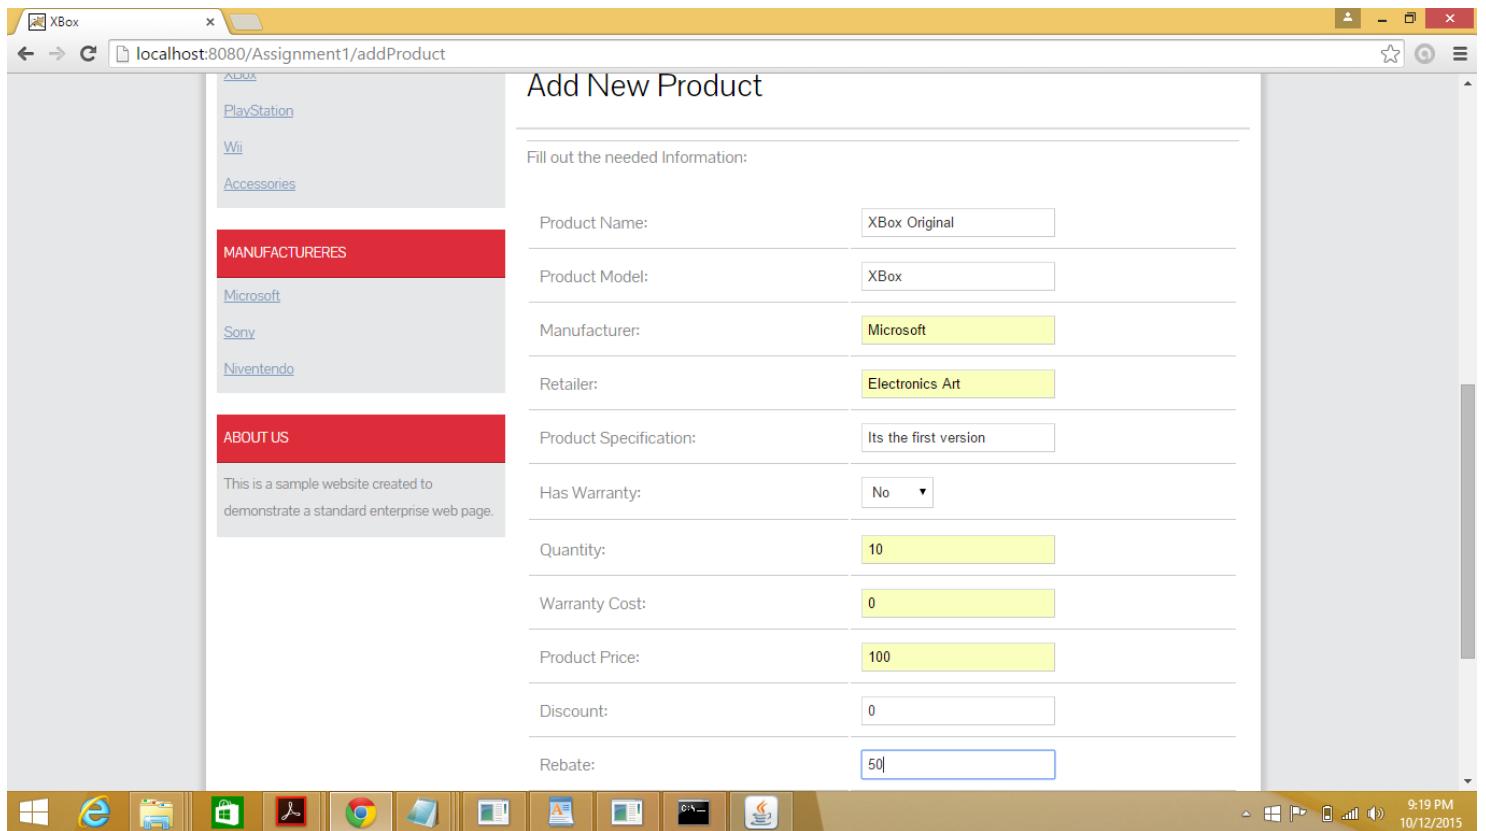 XBox
localhost:8080/Assignment1/addProduct
XBox
PlayStation
Wii
Accessories
MANUFACTURERES
Microsoft
Sony
Niventendo
ABOUT US
This is a sample website created to
demonstrate a standard enterprise web page.
Add New Product
Fill out the needed Information:
Product Name: XBox Original
Product Model: XBox
Manufacturer: Microsoft
Retailer: Electronics Art
Product Specification: Its the first version
Has Warranty: No
Quantity: 10
Warranty Cost: 0
Product Price: 100
Discount: 0
Rebate: 50
C:\_
9:19 PM
10/12/2015